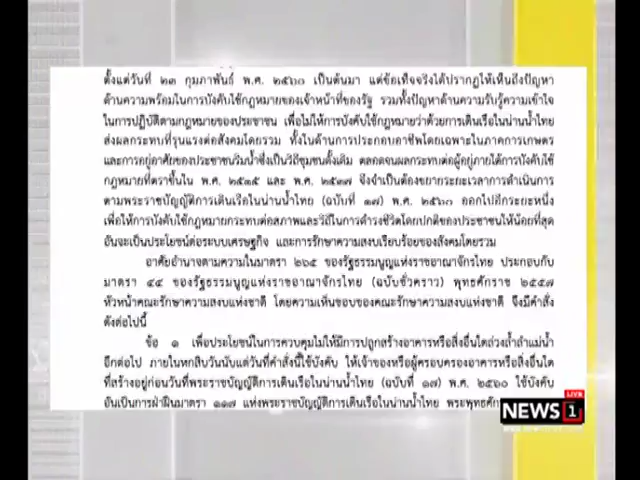 ตั้งแต่วันที่ ๒๓ กุมภาพันธ์ พ.ศ. ๒๕๖๐ เป็นต้นมา แต่ข้อเท็จจริงได้ปรากฏให้เห็นถึงปัญหา
ด้านความพร้อมในการบังคับใช้กฎหมายของเจ้าหน้าที่ของรัฐ รวมทั้งปัญหาด้านความรับรู้ความเข้าใจ
ในการปฏิบัติตามกฎหมายของประชาชน เพื่อไม่ให้การบังคับใช้กฎหมายว่าด้วยการเดินเรือในน่านน้ำไทย
ส่งผลกระทบที่รุนแรงต่อสังคมโดยรวม ทั้งในด้านการประกอบอาชีพโดยเฉพาะในภาคการเกษตร
และการอยู่อาศัยของประชาชนริมน้ำซึ่งเป็นวิถีชุมชนดั้งเดิม ตลอดจนผลกระทบต่อผู้อยู่ภายใต้การบังคับใช้
กฎหมายที่ตราขึ้นใน พ.ศ. ๒๕๑๕ และ พ.ศ. ๒๕๓๗ จึงจำเป็นต้องขยายระยะเวลาการดำเนินการ
ตามพระราชบัญญัติการเดินเรือในน่านน้ำไทย (ฉบับที่ ๑๗) พ.ศ. ๒๕๖๐ ออกไปอีกระยะหนึ่ง
เพื่อให้การบังคับใช้กฎหมายกระทบต่อสภาพและวิถีในการดำรงชีวิตโดยปกติของประชาชนให้น้อยที่สุด
อันจะเป็นประโยชน์ต่อระบบเศรษฐกิจ และการรักษาความสงบเรียบร้อยของสังคมโดยรวม
อาศัยอำนาจตามความในมาตรา ๒๖๕ ของรัฐธรรมนูญแห่งราชอาณาจักรไทย ประกอบกับ
มาตรา ๔๔ ของรัฐธรรมนูญแห่งราชอาณาจักรไทย (ฉบับชั่วคราว) พุทธศักราช ๒๕๕๗
หัวหน้าคณะรักษาความสงบแห่งชาติ โดยความเห็นชอบของคณะรักษาความสงบแห่งชาติ จึงมีคำสั่ง
ดังต่อไปนี้
ข้อ ๑ เพื่อประโยชน์ในการควบคุมไม่ให้มีการปลูกสร้างอาคารหรือสิ่งอื่นใดล่วงล้ำลำแม่น้ำ
อีกต่อไป ภายในหกสิบวันนับแต่วันที่คำสั่งนี้ใช้บังคับ ให้เจ้าของหรือผู้ครอบครองอาคารหรือสิ่งอื่นใด
ที่สร้างอยู่ก่อนวันที่พระราชบัญญัติการเดินเรือในน่านน้ำไทย (ฉบับที่ ๑๗) พ.ศ. ๒๕๖๐ ใช้บังคับ
อันเป็นการฝ่าฝืนมาตรา ๑๑๗ แห่งพระราชบัญญัติการเดินเรือในน่านน้ำไทย พระพุทธศัก
LIVE
NEWS 1